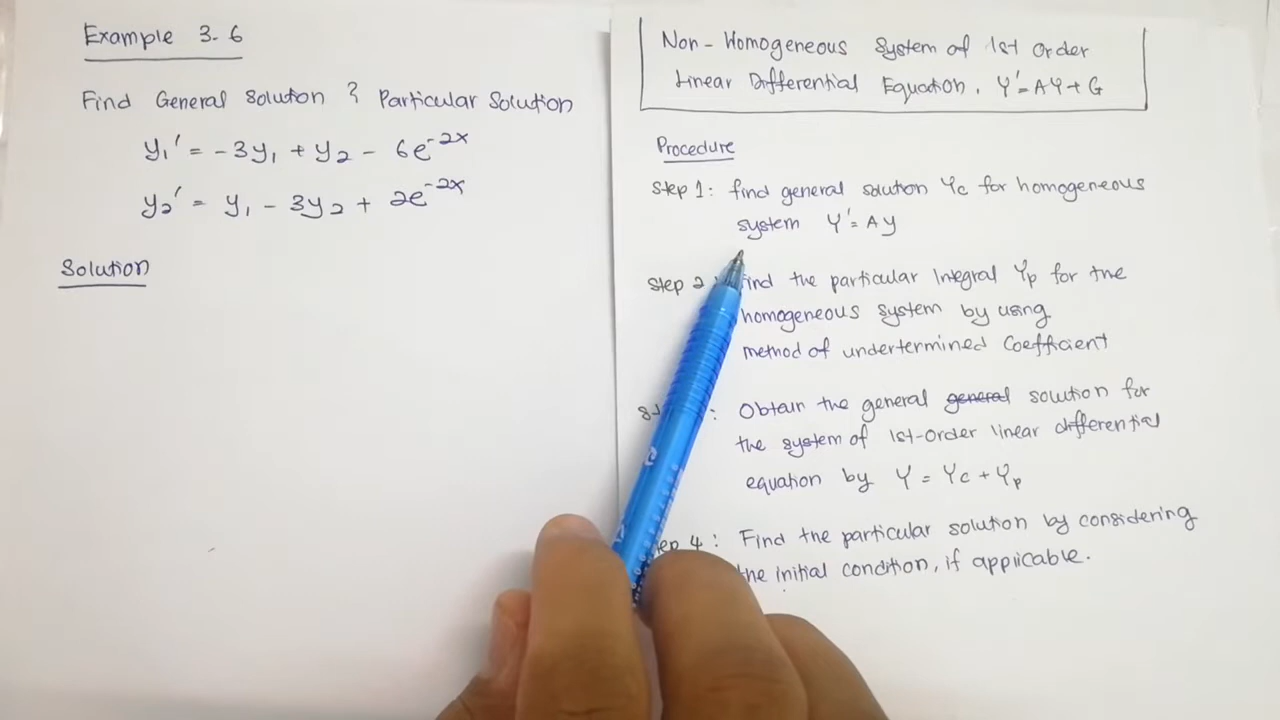 Example 3.6
Find General Solution & Particular Solution
y₁' = -3y₁ + y₂ - 6e⁻²ˣ
y₂' = y₁ - 3y₂ + 2e⁻²ˣ
Solution
Non-Homogeneous System of 1st Order
Linear Differential Equation. Y' = AY + G
Procedure
Step 1: find general solution Yc for homogeneous
system Y' = Ay
Step 2: Find the particular Integral Yp for the
homogeneous system by using
method of undertermined Coefficient
: Obtain the general general solution for
the system of 1st-Order linear differential
equation by Y = Yc + Yp
Step 4: Find the particular solution by considering
the initial condition, if applicable.